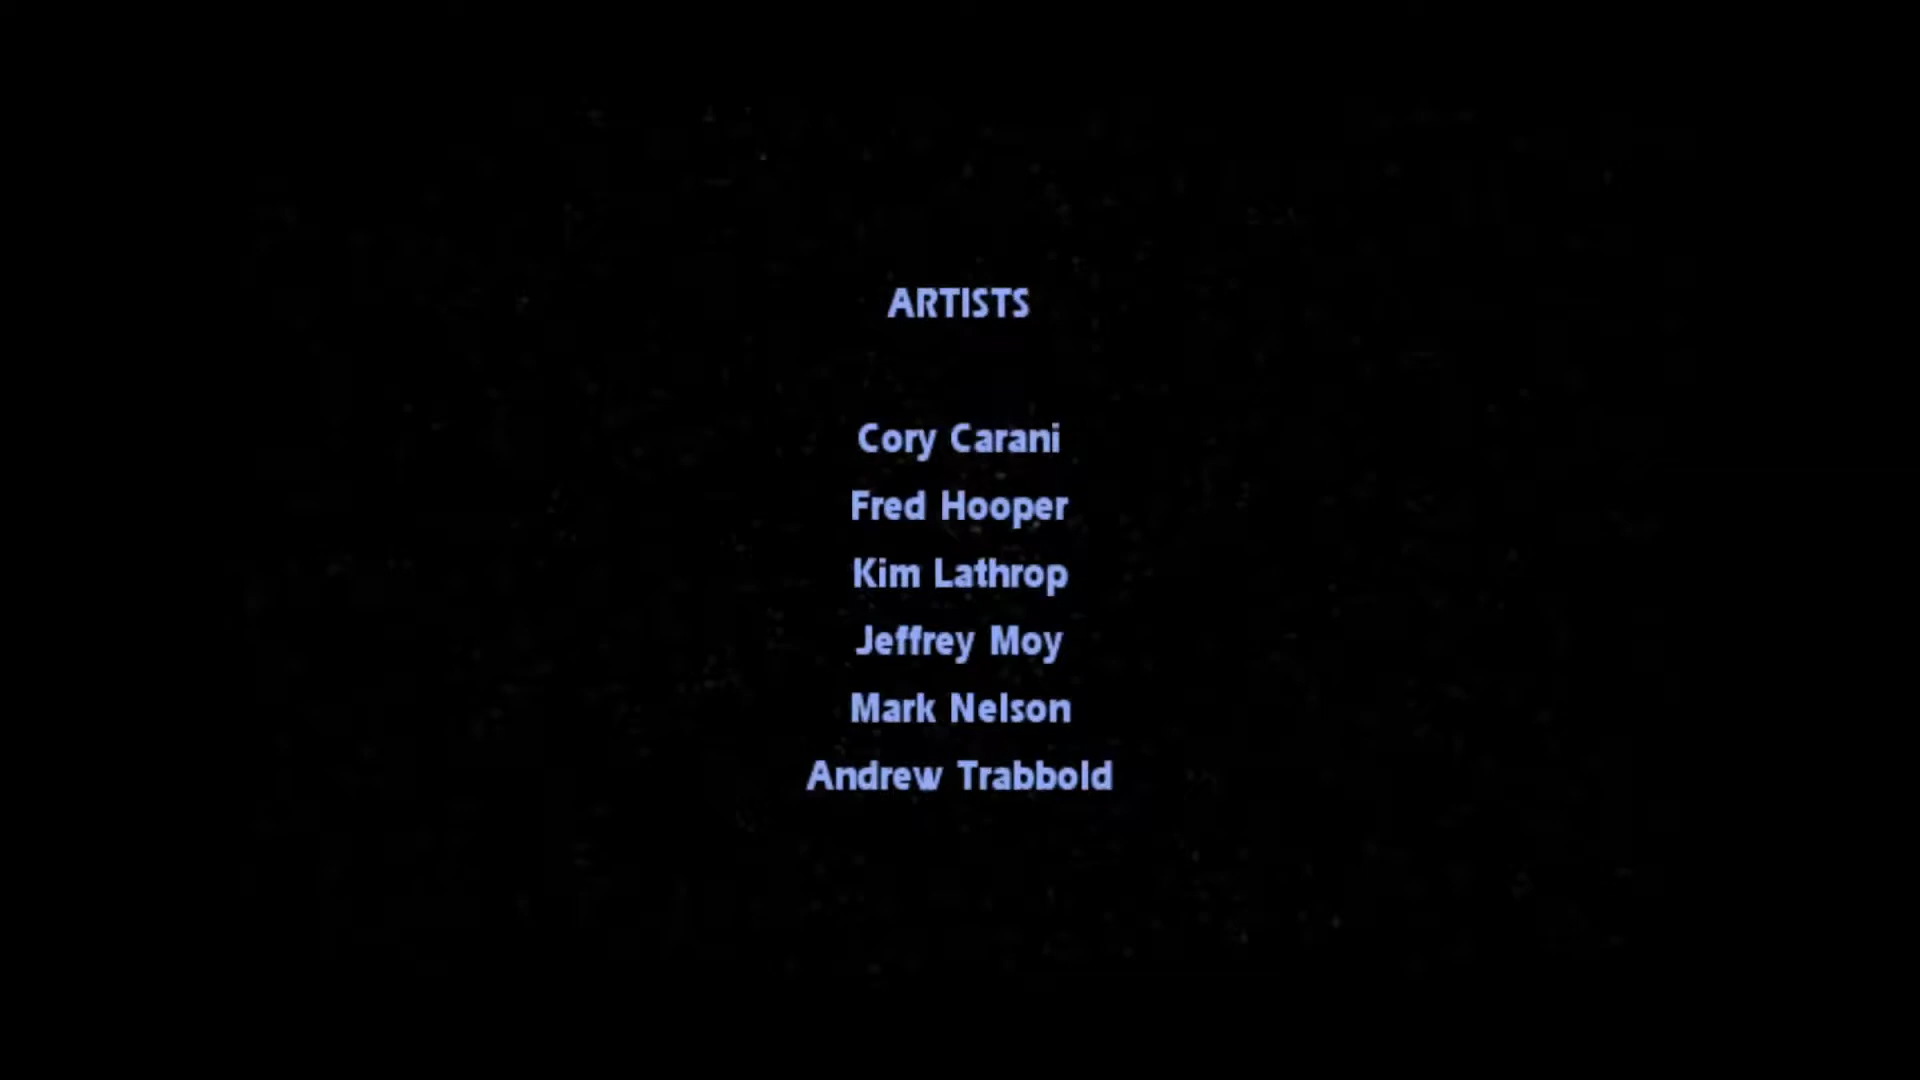 ARTISTS
Cory Carani
Fred Hooper
Kim Lathrop
Jeffrey Moy
Mark Nelson
Andrew Trabbold